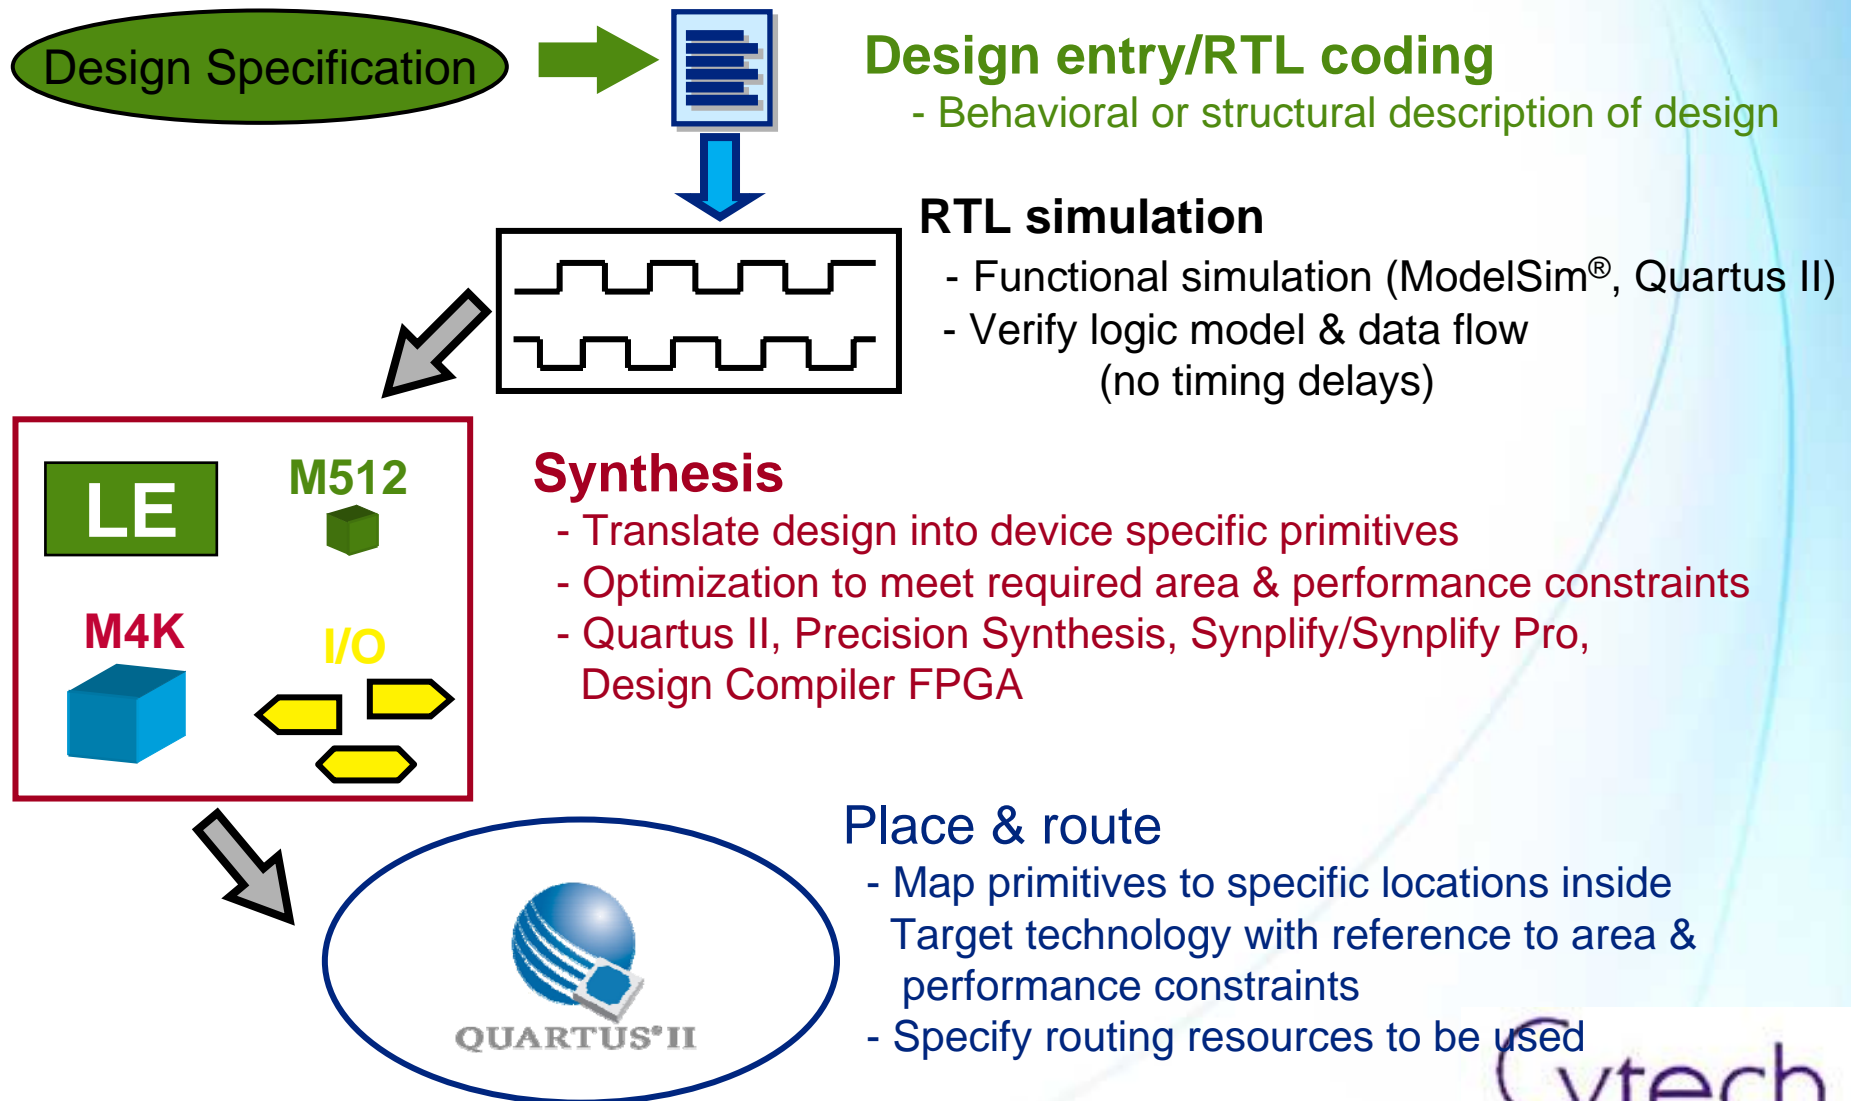 Design Specification
Design entry/RTL coding
- Behavioral or structural description of design
RTL simulation
- Functional simulation (ModelSim®, Quartus II)
- Verify logic model & data flow
(no timing delays)
LE
M512
M4K
I/O
Synthesis
- Translate design into device specific primitives
- Optimization to meet required area & performance constraints
- Quartus II, Precision Synthesis, Synplify/Synplify Pro,
Design Compiler FPGA
Place & route
- Map primitives to specific locations inside
Target technology with reference to area &
performance constraints
- Specify routing resources to be used
QUARTUS® II
Cytech